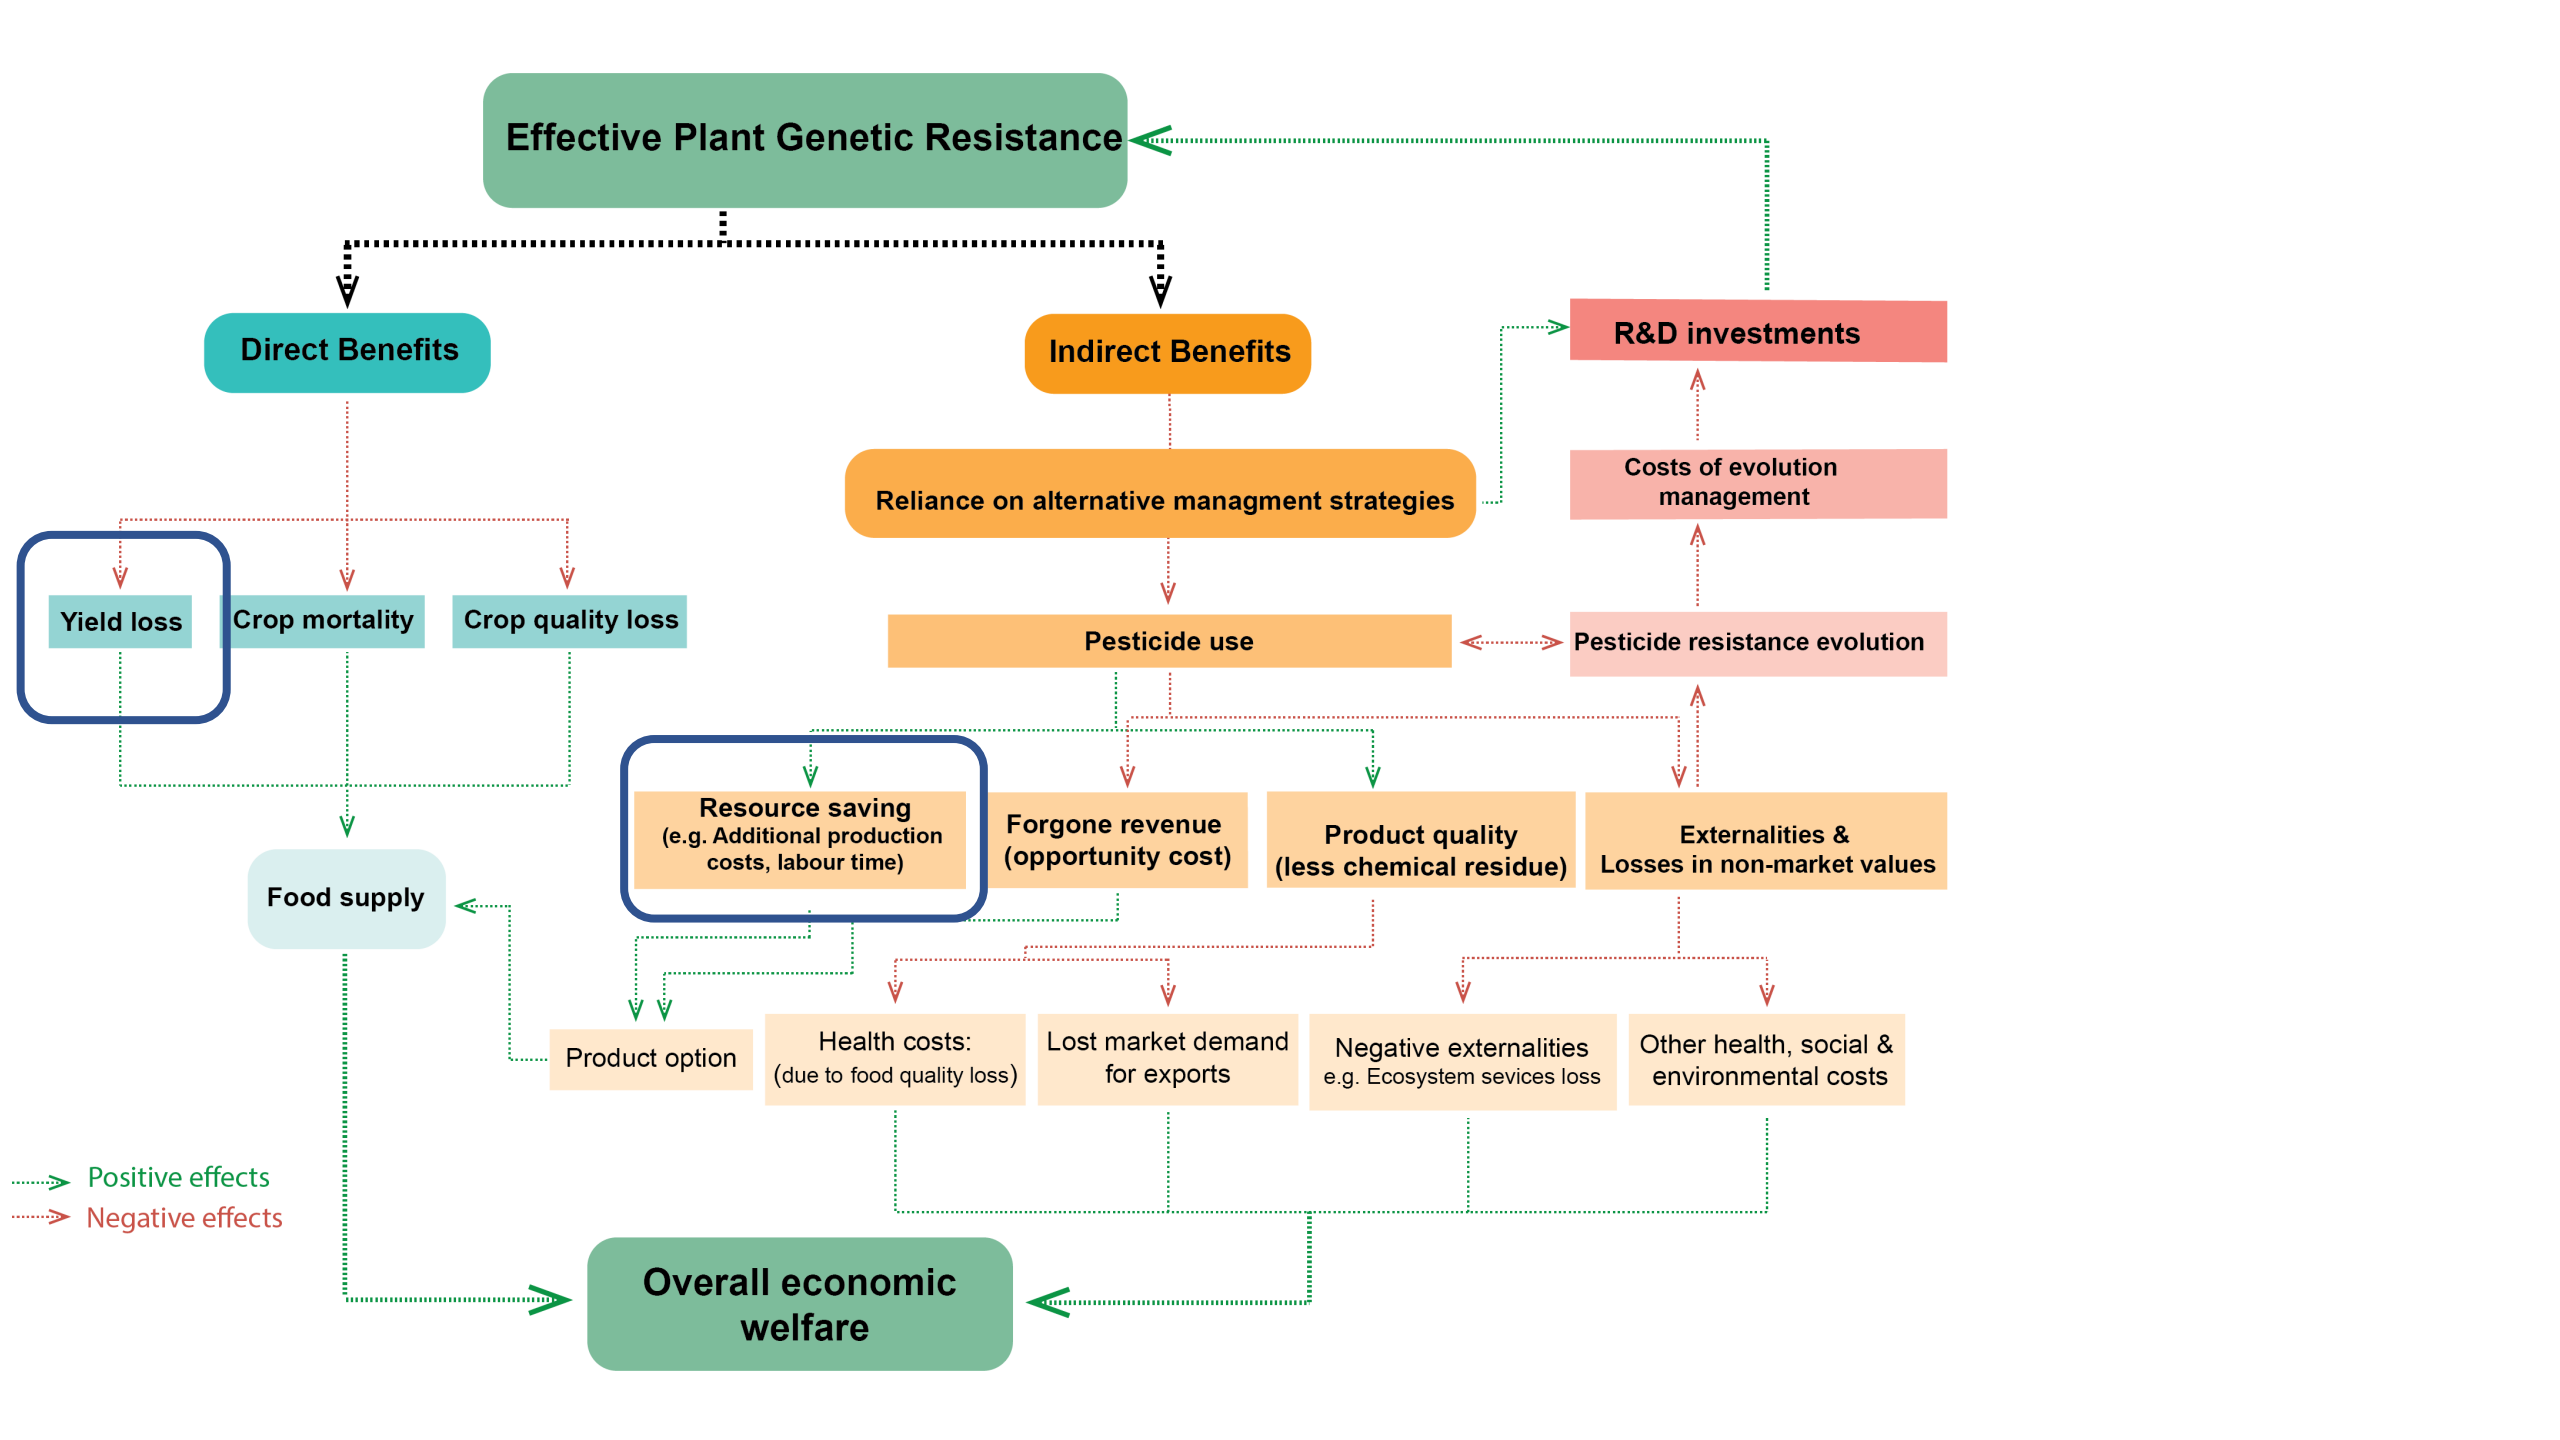 Effective Plant Genetic Resistance
Direct Benefits
Indirect Benefits
R&D investments
Reliance on alternative managment strategies
Costs of evolution
management
Yield loss
Crop mortality
Crop quality loss
Pesticide use
Pesticide resistance evolution
Resource saving
(e.g. Additional production
costs, labour time)
Forgone revenue
(opportunity cost)
Product quality
(less chemical residue)
Externalities &
Losses in non-market values
Food supply
Product option
Health costs:
(due to food quality loss)
Lost market demand
for exports
Negative externalities
e.g. Ecosystem sevices loss
Other health, social &
environmental costs
Positive effects
Negative effects
Overall economic
welfare